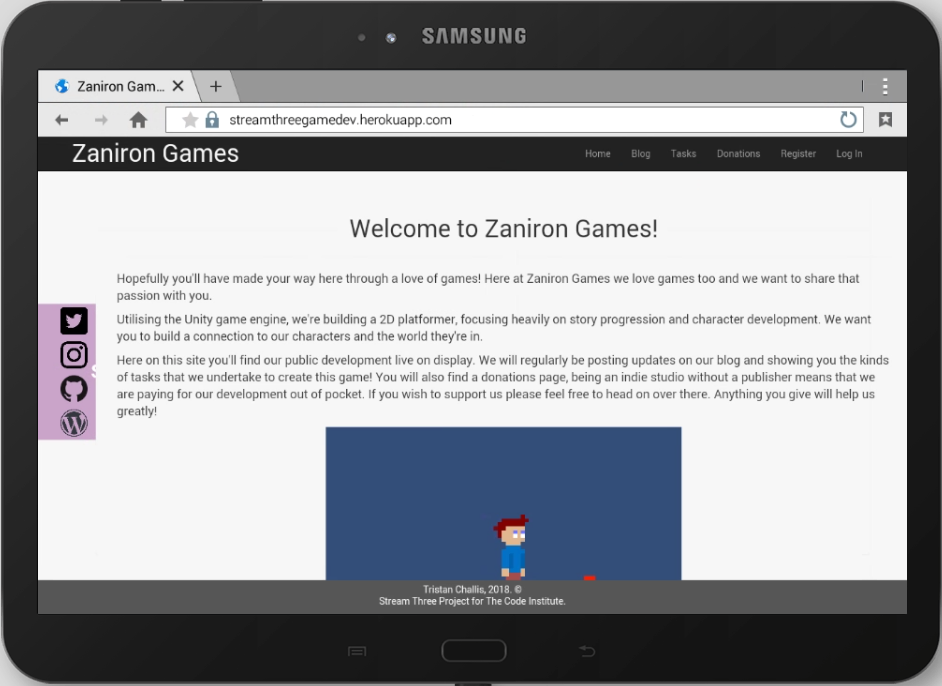 SAMSUNG
Zaniron Gam...
streamthreegamedev.herokuapp.com
Zaniron Games
Home Blog Tasks Donations Register Log In
Welcome to Zaniron Games!
Hopefully you'll have made your way here through a love of games! Here at Zaniron Games we love games too and we want to share that
passion with you.
Utilising the Unity game engine, we're building a 2D platformer, focusing heavily on story progression and character development. We want
you to build a connection to our characters and the world they're in.
Here on this site you'll find our public development live on display. We will regularly be posting updates on our blog and showing you the kinds
of tasks that we undertake to create this game! You will also find a donations page, being an indie studio without a publisher means that we
are paying for our development out of pocket. If you wish to support us please feel free to head on over there. Anything you give will help us
greatly!
Tristan Challis, 2018. ©
Stream Three Project for The Code Institute.